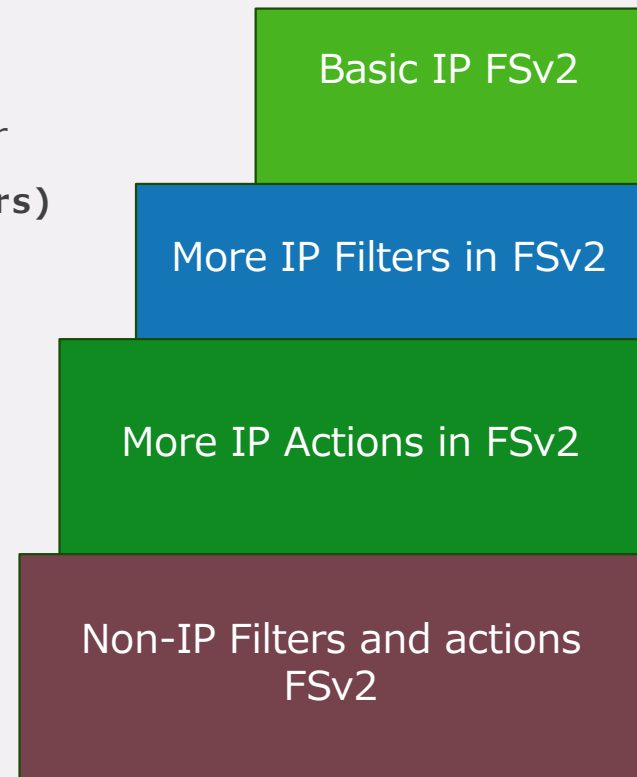 Basic IP FSv2
r
rs)
More IP Filters in FSv2
More IP Actions in FSv2
Non-IP Filters and actions
FSv2